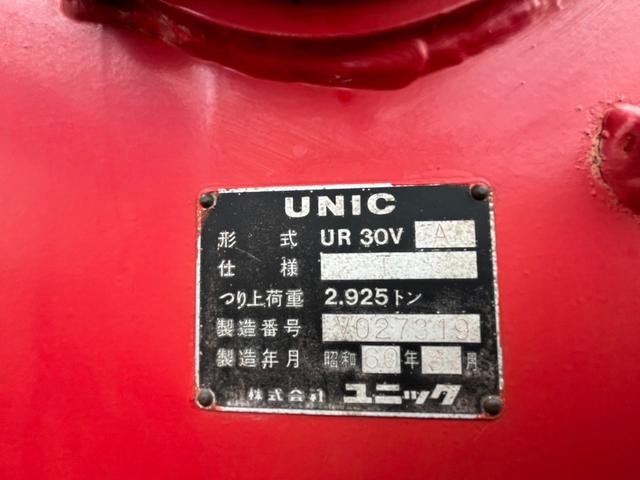 UNIC
形式 UR 30V A
仕様 T
つり上荷重 2.925トン
製造番号 V027319
製造年月 昭和 60年 月
株式会社 ユニック